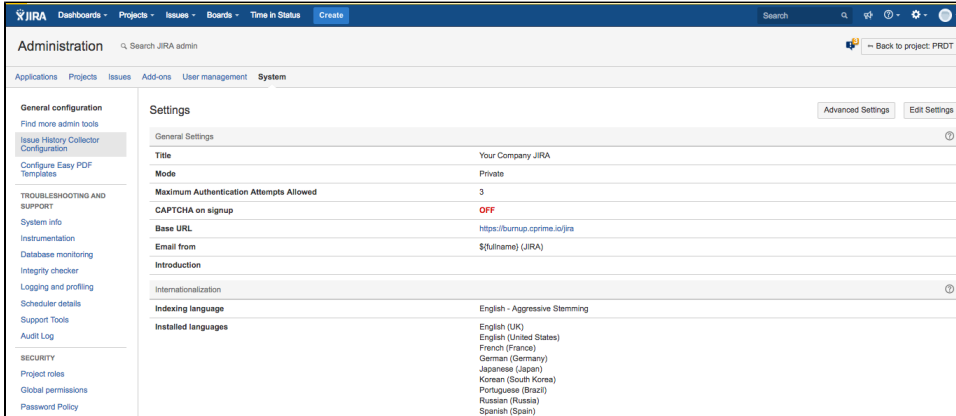 JIRA Dashboards Projects Issues Boards Time in Status Create Search
Administration Search JIRA admin 3 Back to project: PRDT
Applications Projects Issues Add-ons User management System
General configuration
Find more admin tools
Issue History Collector
Configuration
Configure Easy PDF
Templates
TROUBLESHOOTING AND
SUPPORT
System info
Instrumentation
Database monitoring
Integrity checker
Logging and profiling
Scheduler details
Support Tools
Audit Log
SECURITY
Project roles
Global permissions
Password Policy
Settings Advanced Settings Edit Settings
General Settings
Title Your Company JIRA
Mode Private
Maximum Authentication Attempts Allowed 3
CAPTCHA on signup OFF
Base URL https://burnup.cprime.io/jira
Email from ${fullname} (JIRA)
Introduction
Internationalization
Indexing language English - Aggressive Stemming
Installed languages English (UK)
English (United States)
French (France)
German (Germany)
Japanese (Japan)
Korean (South Korea)
Portuguese (Brazil)
Russian (Russia)
Spanish (Spain)